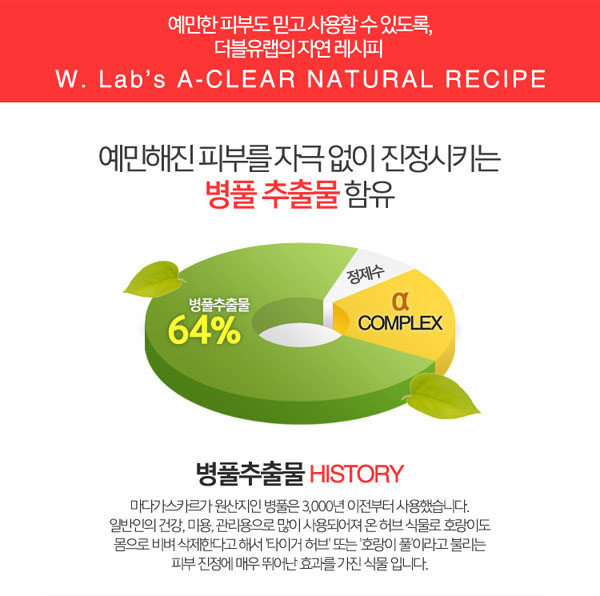 예민한 피부도 믿고 사용할 수 있도록,
더블유랩의 자연 레시피
W. Lab's A-CLEAR NATURAL RECIPE
예민해진 피부를 자극 없이 진정시키는
병풀 추출물 함유
정제수
병풀추출물
64%
α
COMPLEX
병풀추출물 HISTORY
마다가스카르가 원산지인 병풀은 3,000년 이전부터 사용했습니다.
일반인의 건강, 미용, 관리용으로 많이 사용되어져 온 허브 식물로 호랑이도
몸으로 비벼 삭제한다고 해서 '타이거 허브' 또는 '호랑이 풀'이라고 불리는
피부 진정에 매우 뛰어난 효과를 가진 식물 입니다.